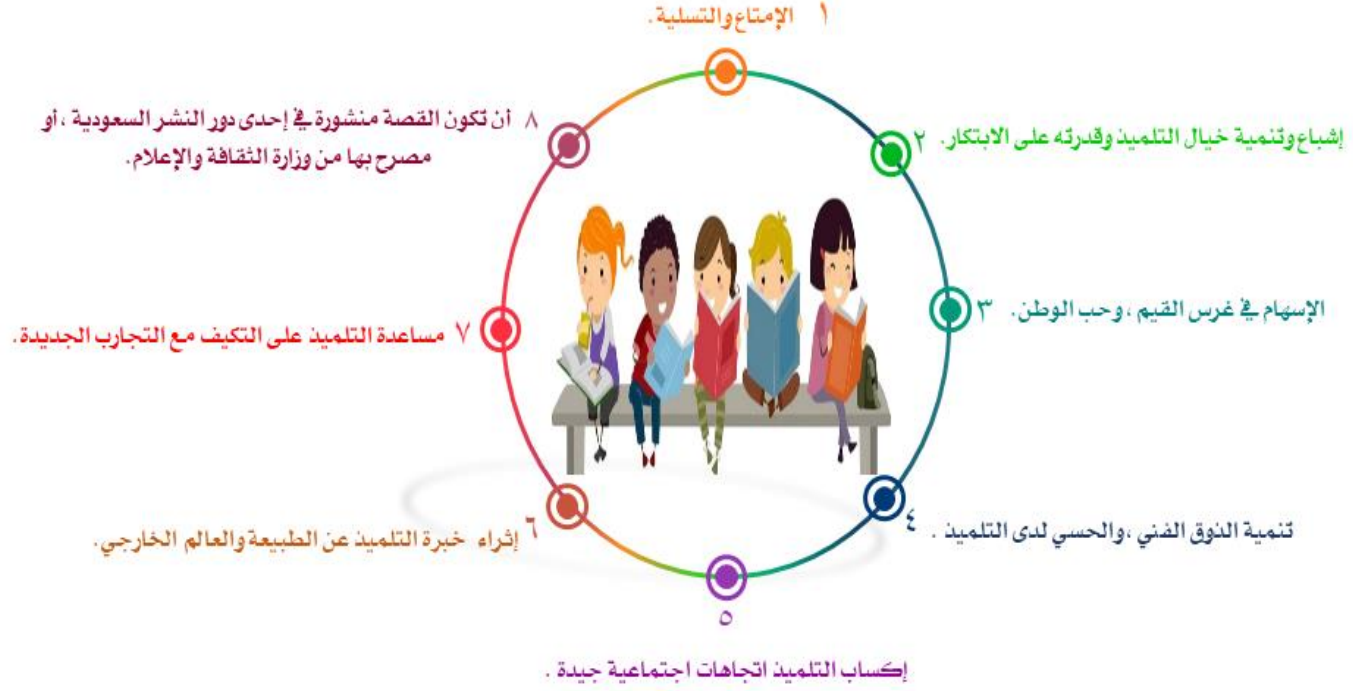 ١ الإمتاع والتسلية.
٢ إشباع وتنمية خيال التلميذ وقدرته على الابتكار.
٣ الإسهام في غرس القيم ، وحب الوطن.
٤ تنمية الذوق الفني ،والحسي لدى التلميذ .
٥
إكساب التلميذ اتجاهات اجتماعية جيدة .
٦ إثراء خبرة التلميذ عن الطبيعة والعالم الخارجي.
٧ مساعدة التلميذ على التكيف مع التجارب الجديدة.
٨ أن تكون القصة منشورة في إحدى دور النشر السعودية ، أو
مصرح بها من وزارة الثقافة والإعلام.